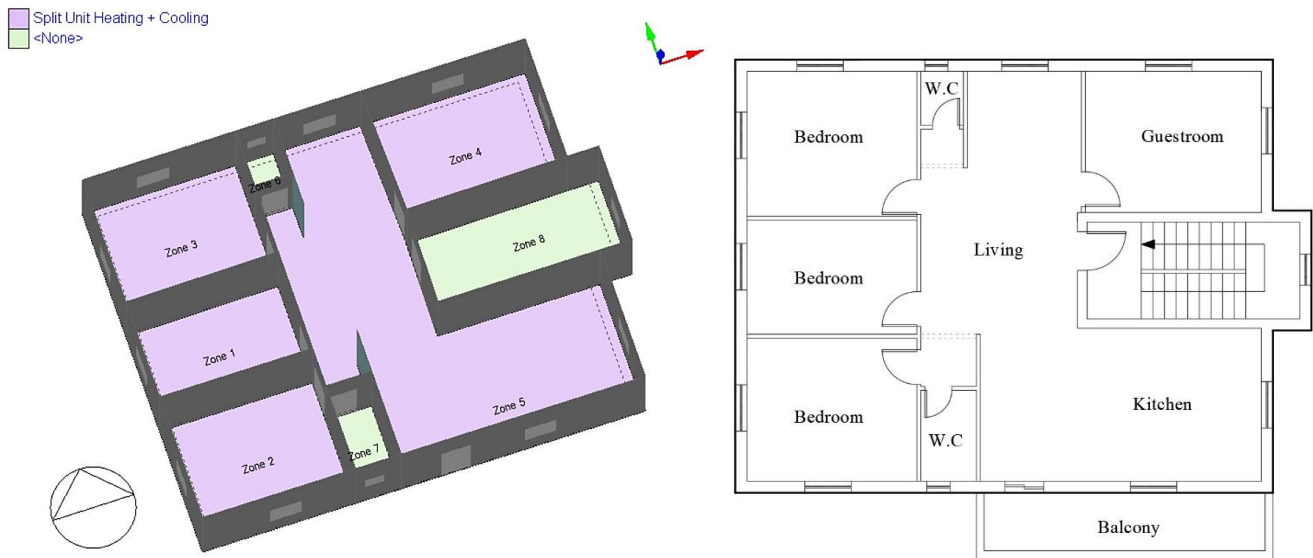 Split Unit Heating + Cooling
<None>
Zone 4
Zone 6
Zone 3
Zone 8
Zone 1
Zone 5
Zone 2
Zone 7
W.C
Bedroom
Guestroom
Bedroom
Living
Bedroom
Kitchen
W.C
Balcony